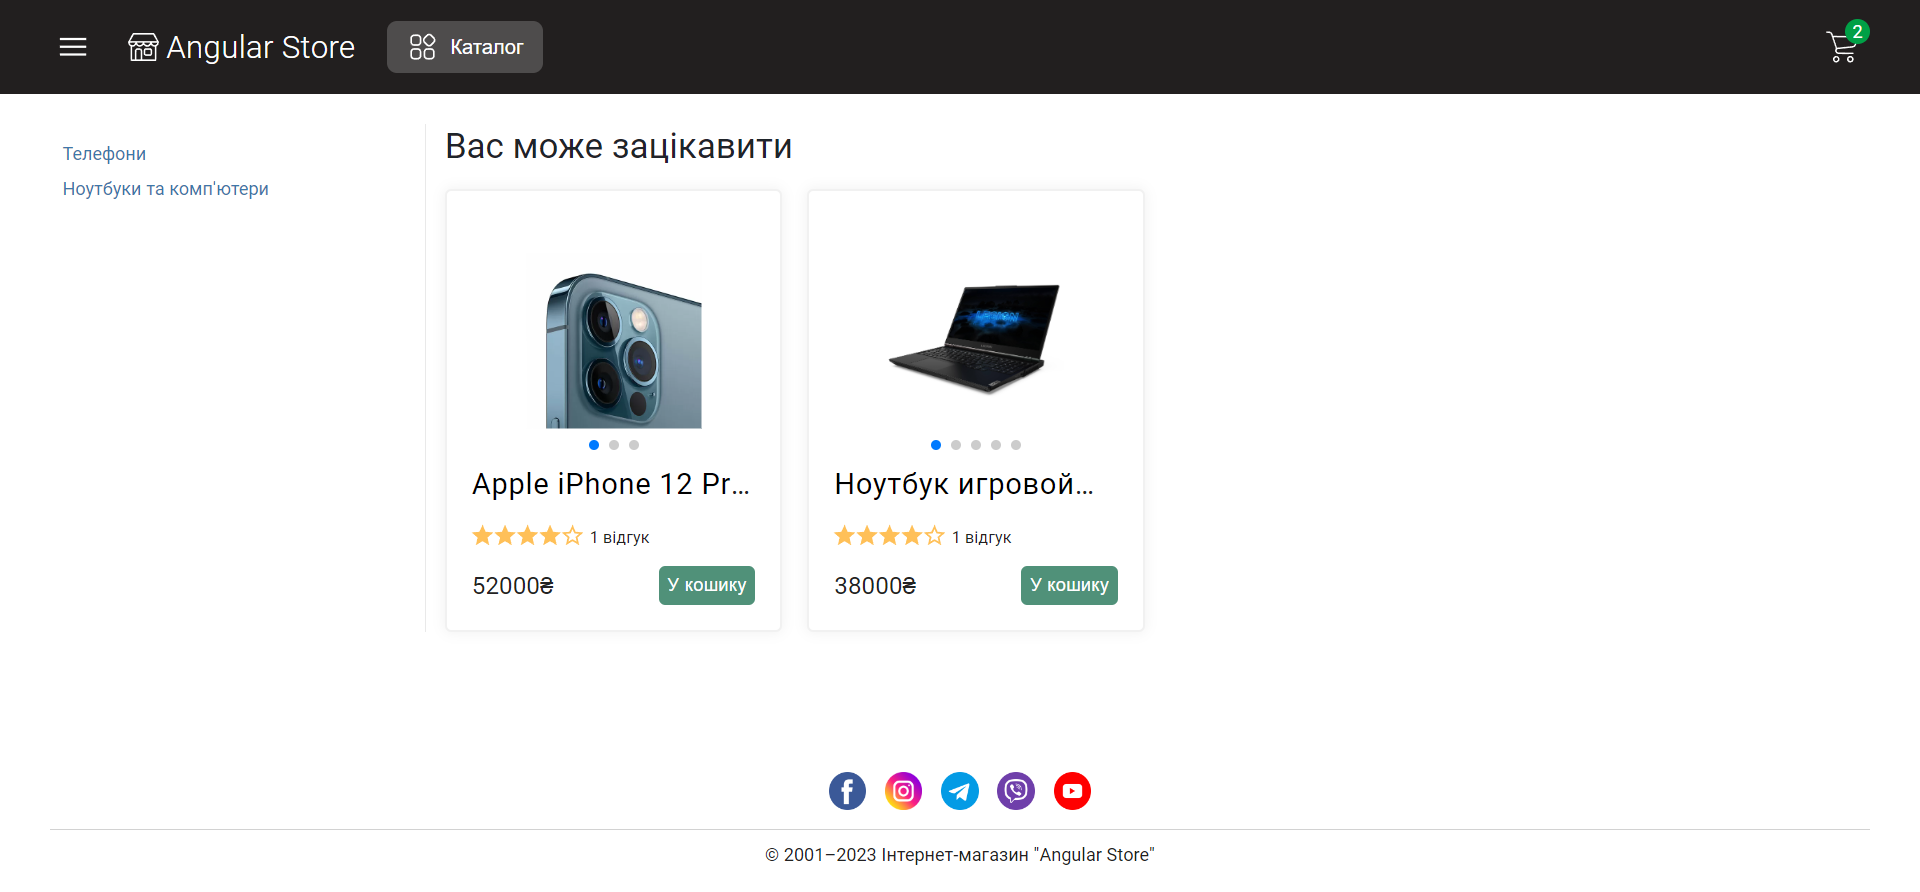 Angular Store
Каталог
2
Телефони
Ноутбуки та комп'ютери
Вас може зацікавити
Apple iPhone 12 Pr...
1 відгук
52000₴
У кошику
LEGION
Ноутбук игровой...
1 відгук
38000₴
У кошику
© 2001–2023 Інтернет-магазин "Angular Store"